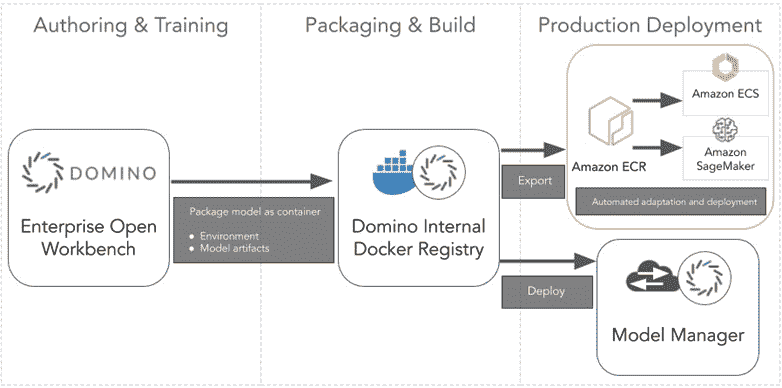 Authoring & Training
Packaging & Build
Production Deployment
DOMINO
Enterprise Open
Workbench
Package model as container
● Environment
● Model artifacts
Domino Internal
Docker Registry
Export
Deploy
Amazon ECR
Amazon ECS
Amazon
SageMaker
Automated adaptation and deployment
Model Manager